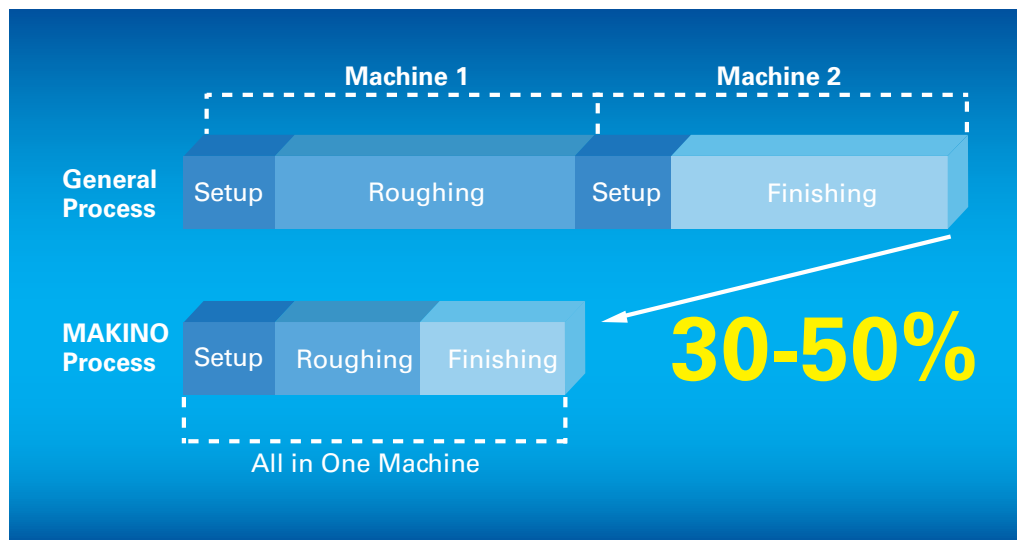 Machine 1
Machine 2
General
Process
Setup
Roughing
Setup
Finishing
MAKINO
Process
Setup
Roughing
Finishing
30-50%
All in One Machine